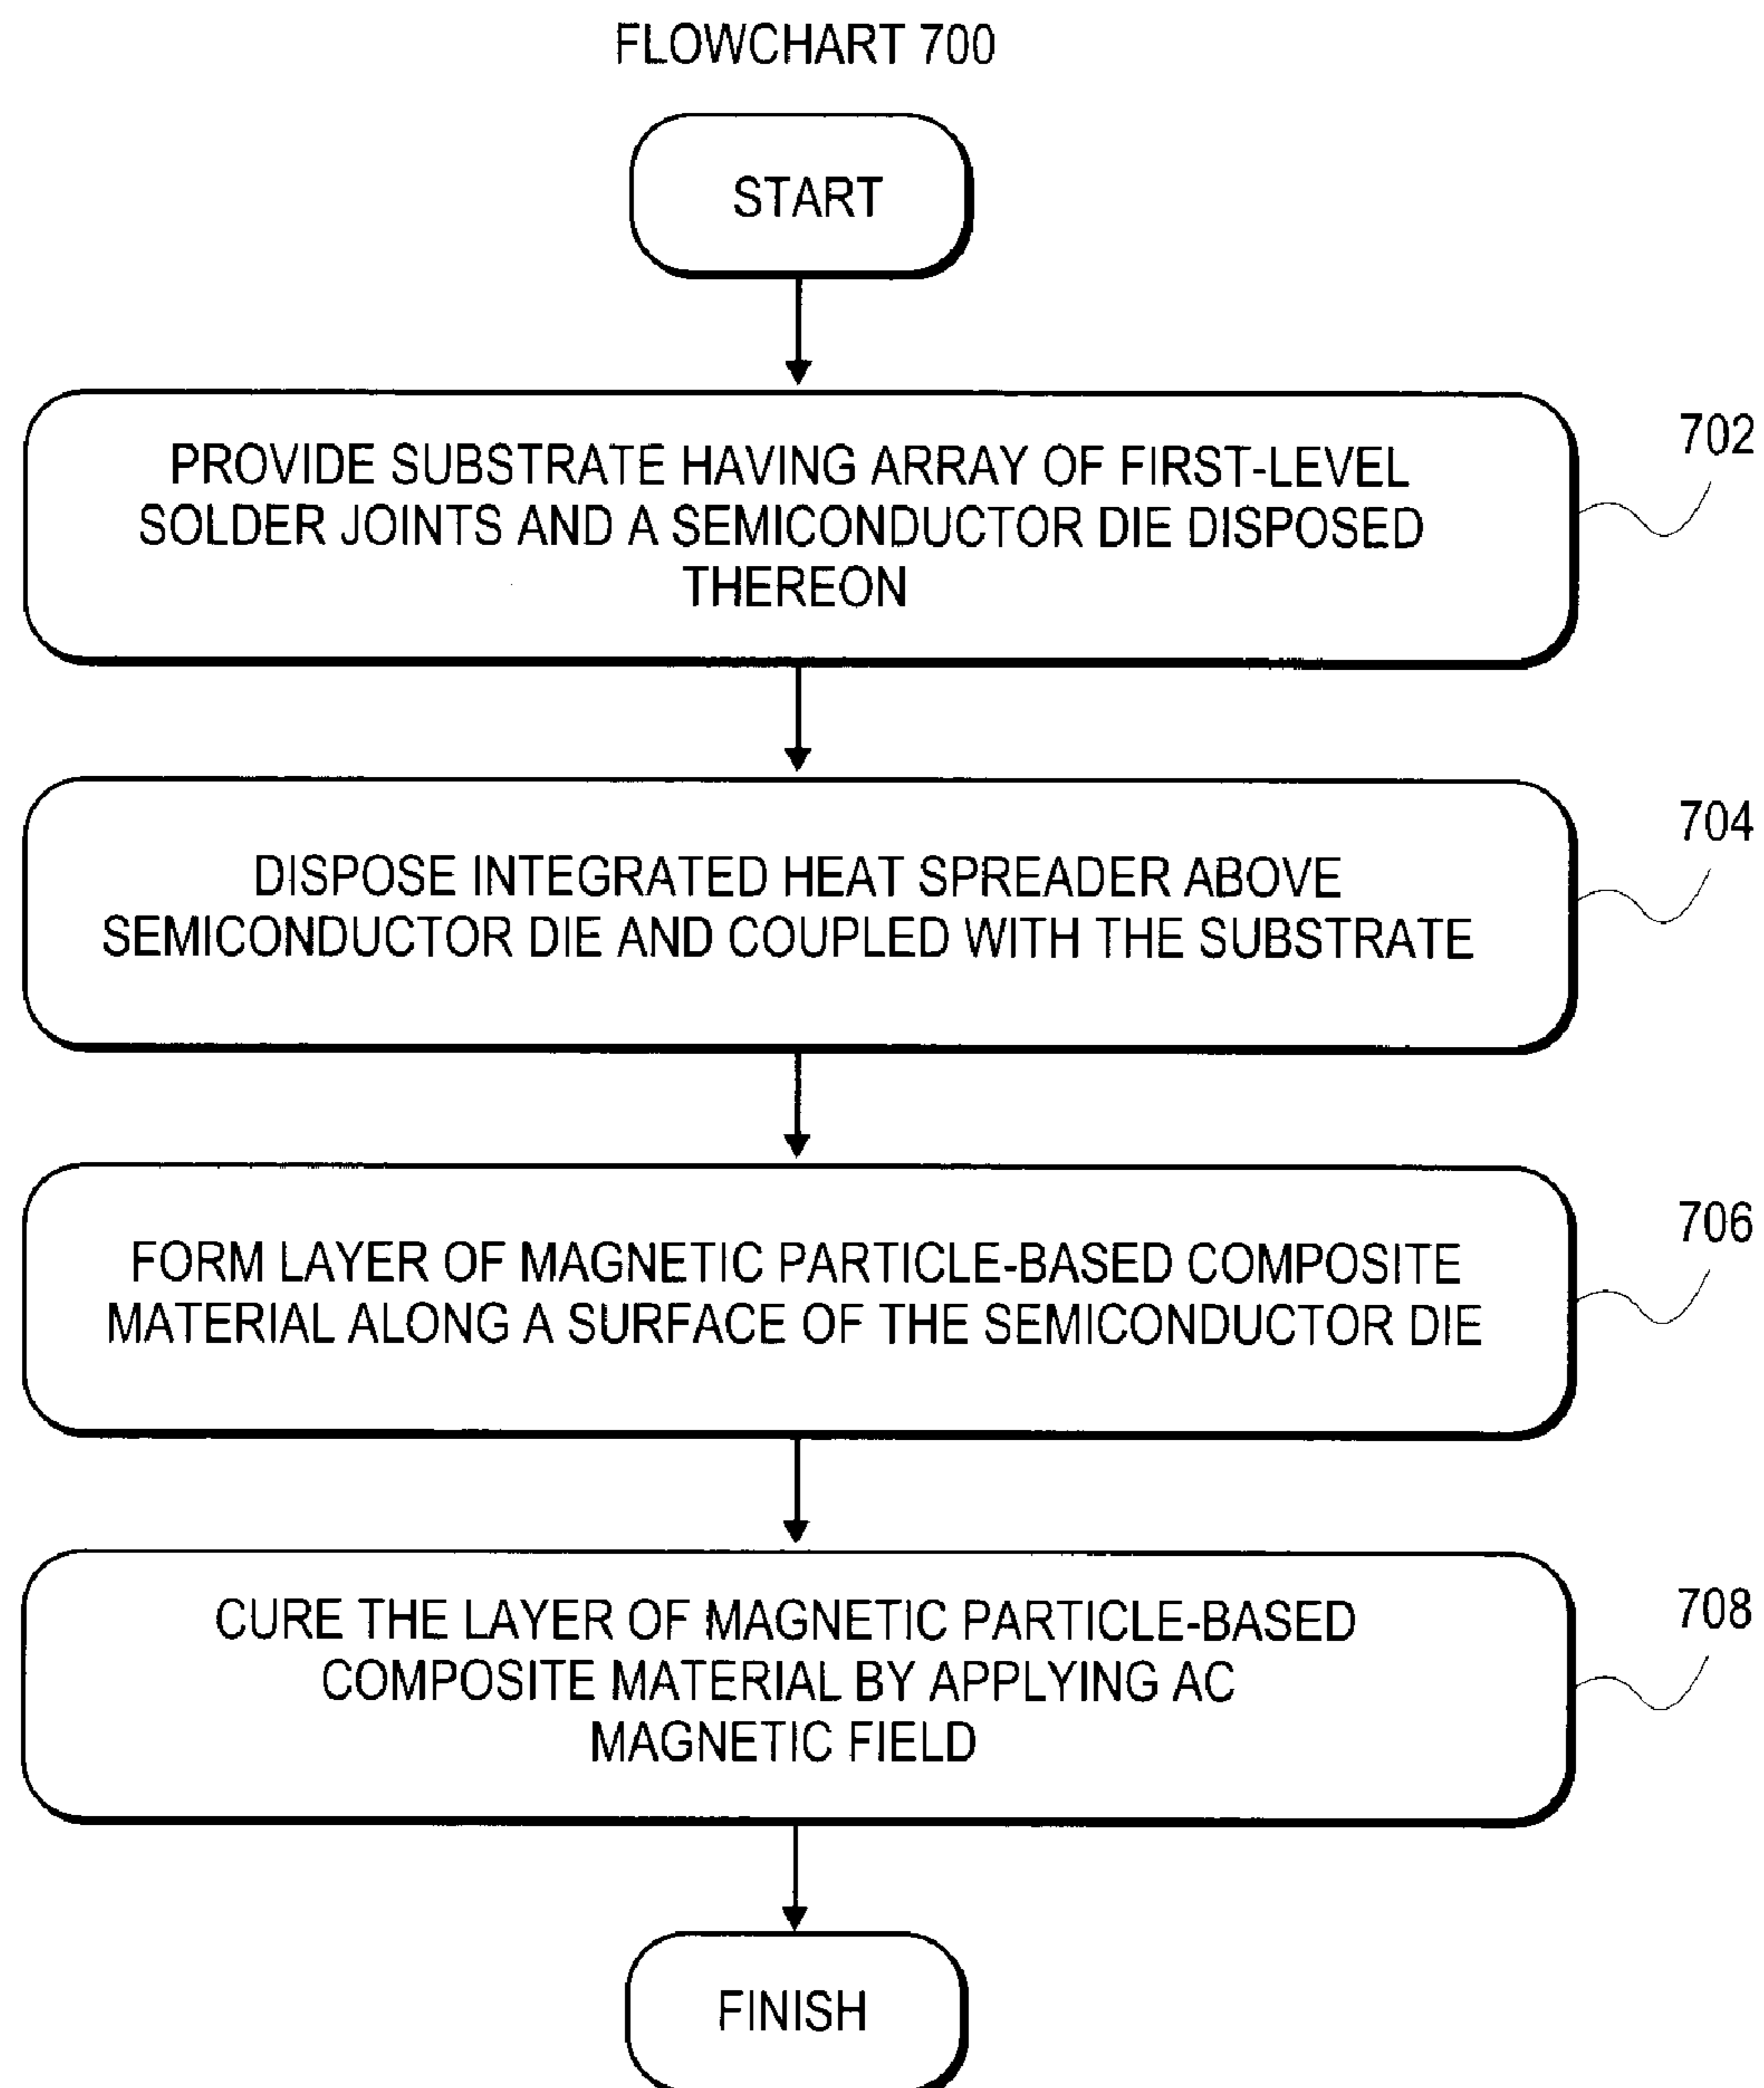 FLOWCHART 700
START
PROVIDE SUBSTRATE HAVING ARRAY OF FIRST-LEVEL
SOLDER JOINTS AND A SEMICONDUCTOR DIE DISPOSED
THEREON
702
DISPOSE INTEGRATED HEAT SPREADER ABOVE
SEMICONDUCTOR DIE AND COUPLED WITH THE SUBSTRATE
704
FORM LAYER OF MAGNETIC PARTICLE-BASED COMPOSITE
MATERIAL ALONG A SURFACE OF THE SEMICONDUCTOR DIE
706
CURE THE LAYER OF MAGNETIC PARTICLE-BASED
COMPOSITE MATERIAL BY APPLYING AC
MAGNETIC FIELD
708
FINISH